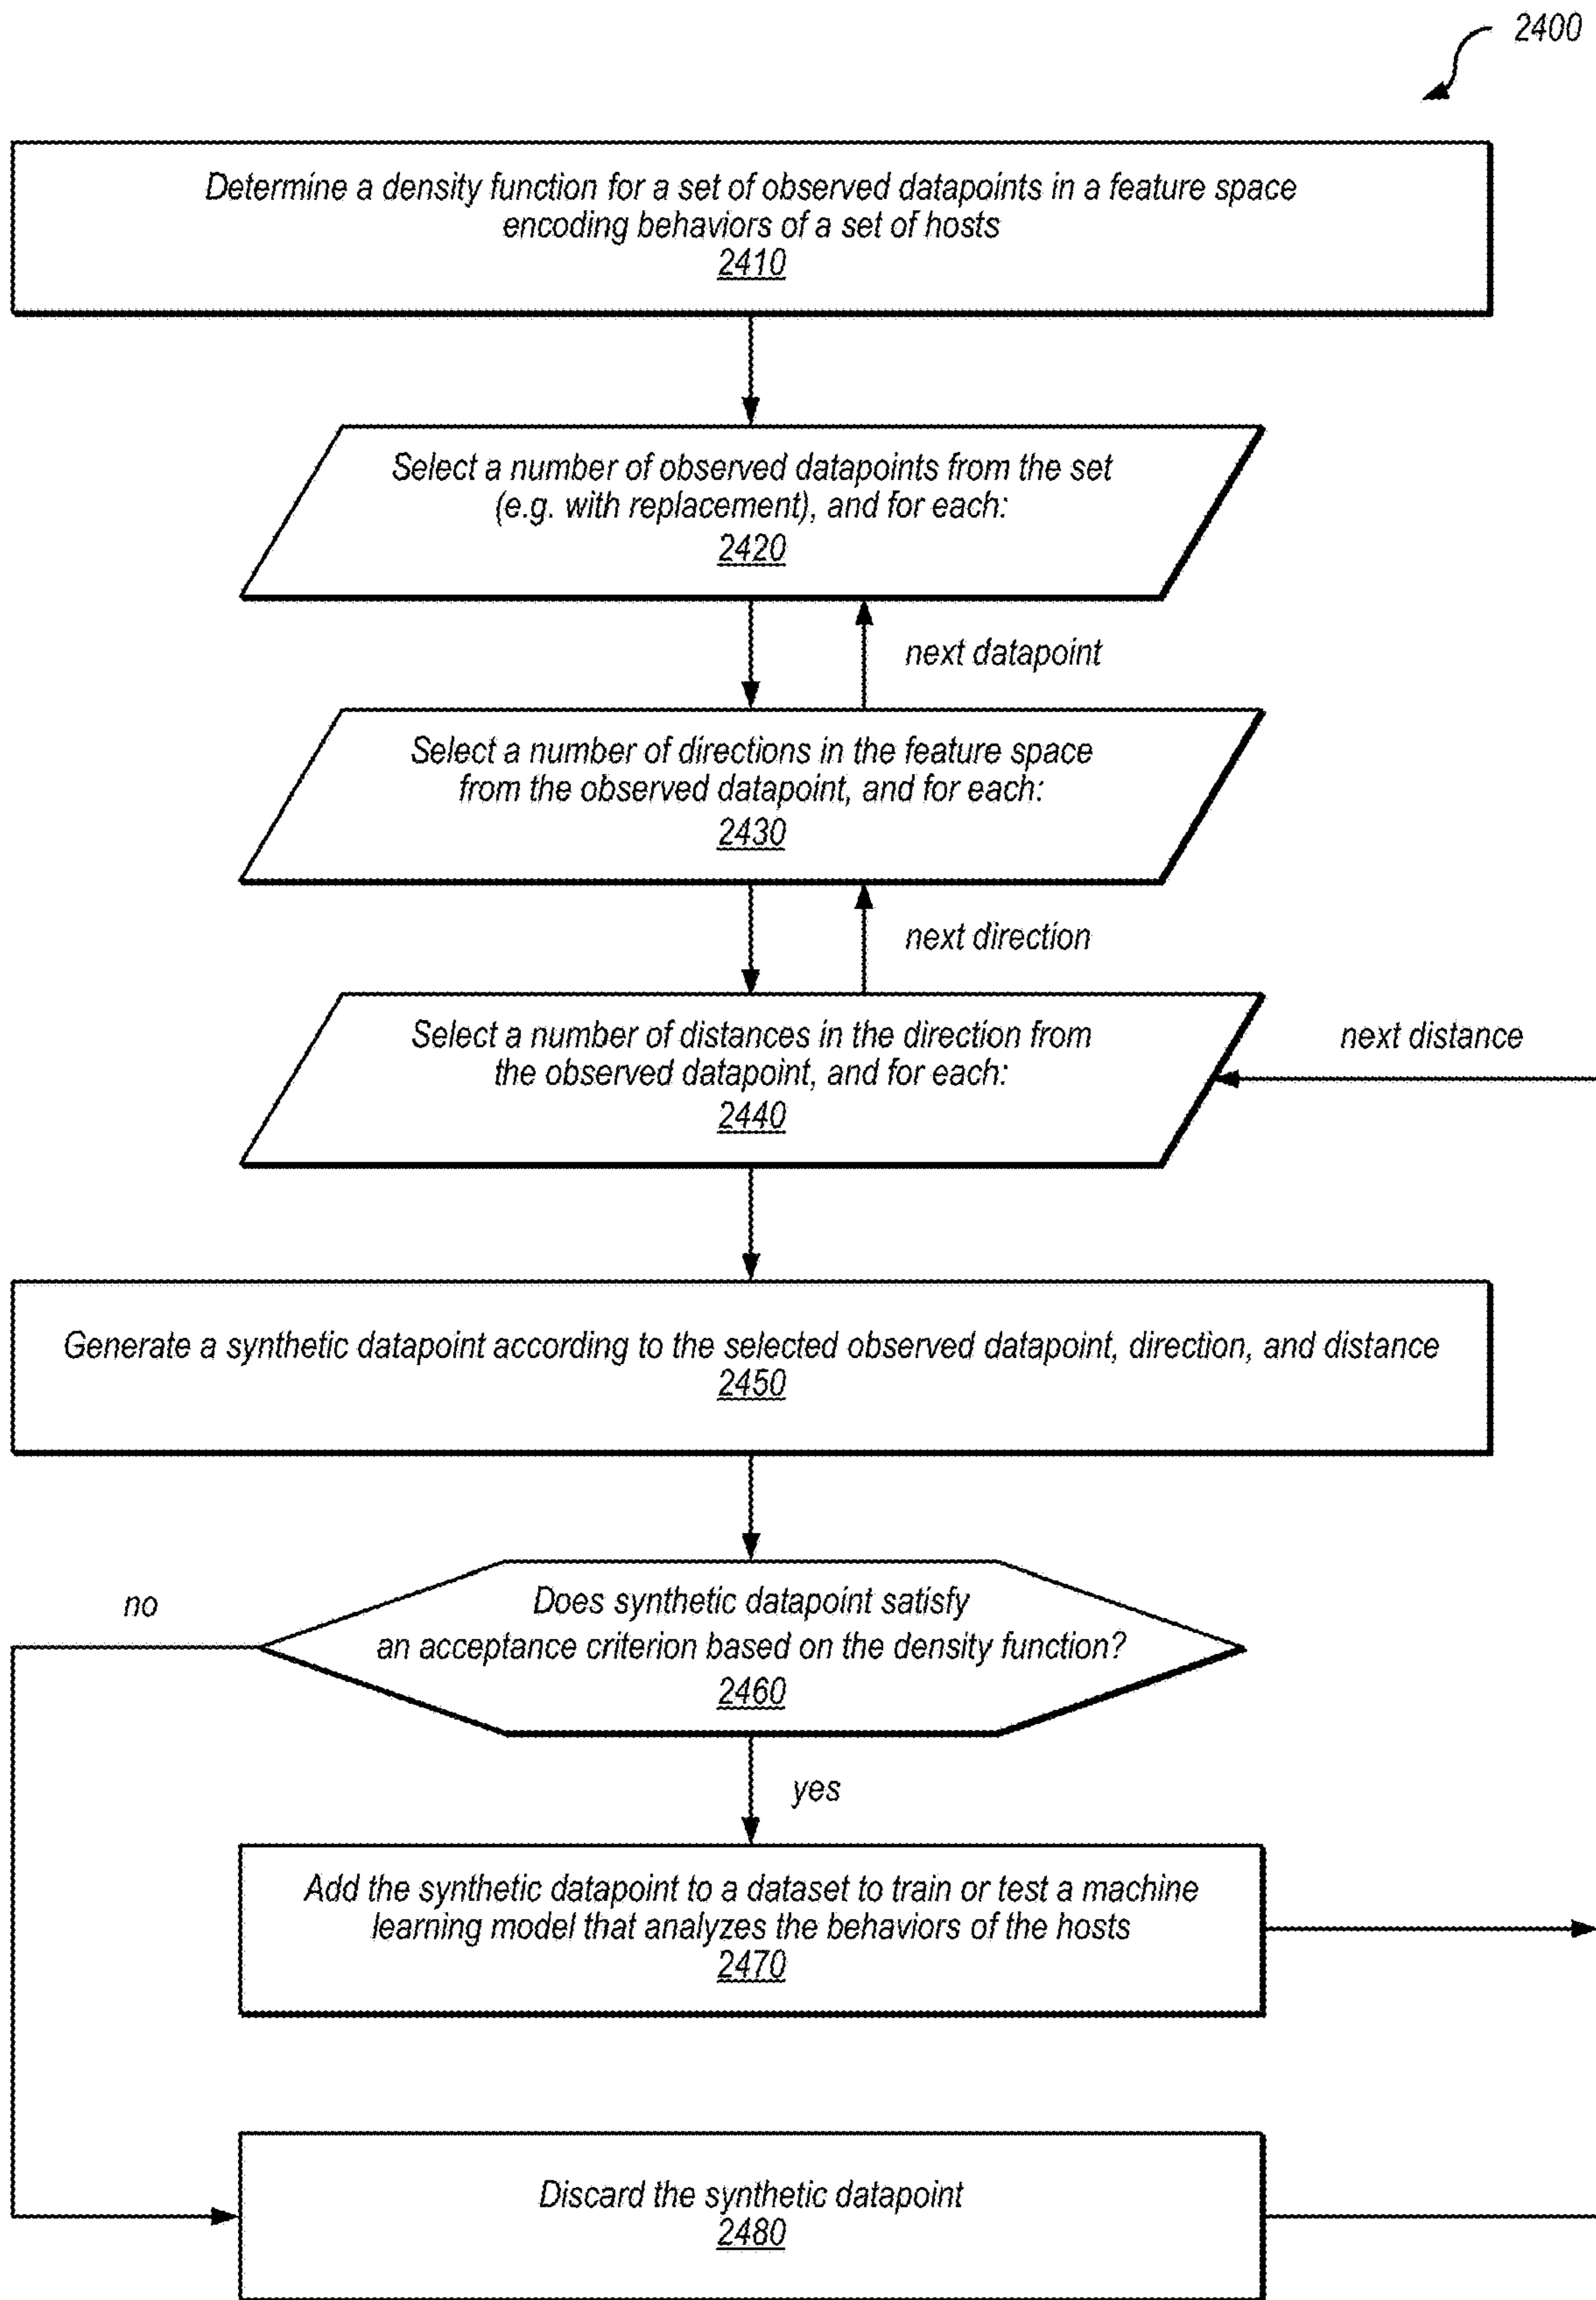 2400
Determine a density function for a set of observed datapoints in a feature space
encoding behaviors of a set of hosts
2410
Select a number of observed datapoints from the set
(e.g. with replacement), and for each:
2420
next datapoint
Select a number of directions in the feature space
from the observed datapoint, and for each:
2430
next direction
Select a number of distances in the direction from
the observed datapoint, and for each:
2440
next distance
Generate a synthetic datapoint according to the selected observed datapoint, direction, and distance
2450
no
Does synthetic datapoint satisfy
an acceptance criterion based on the density function?
2460
yes
Add the synthetic datapoint to a dataset to train or test a machine
learning model that analyzes the behaviors of the hosts
2470
Discard the synthetic datapoint
2480